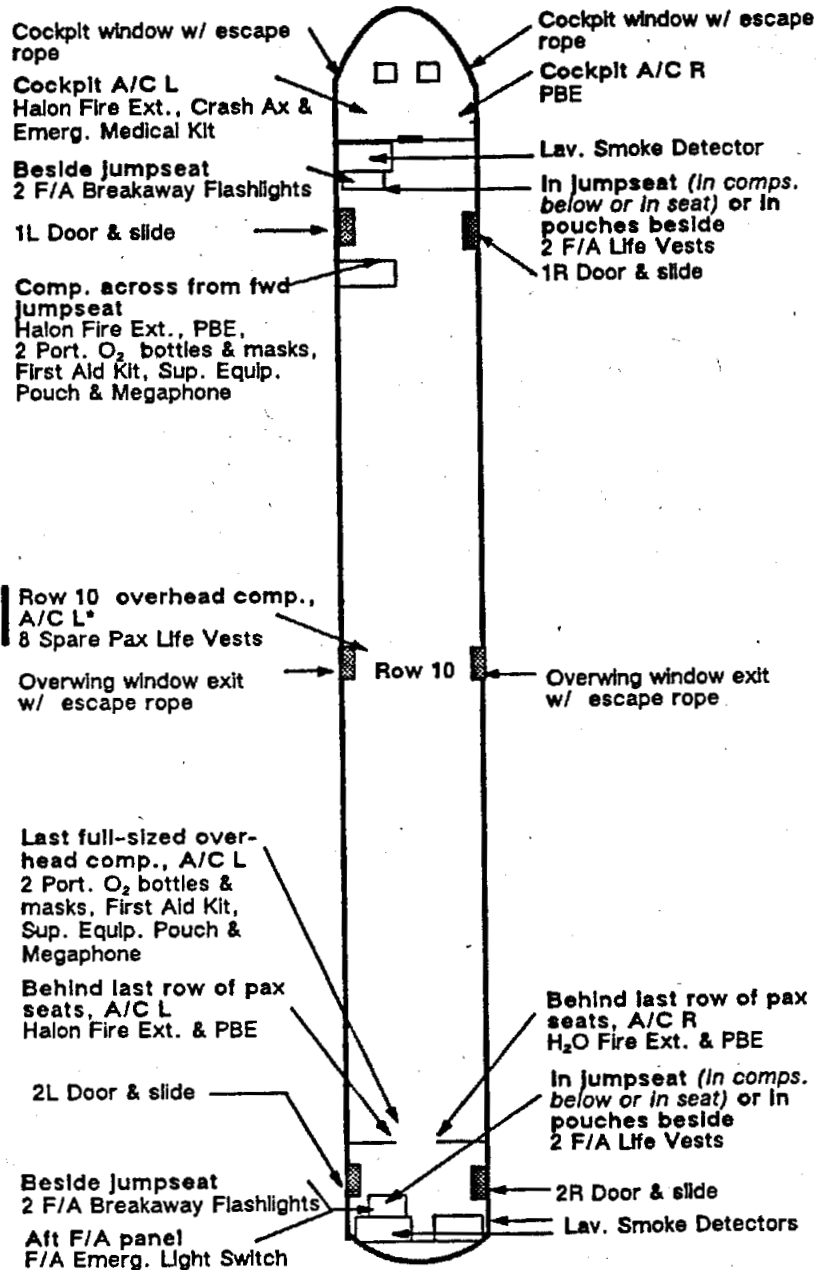 Cockpit window w/ escape
rope
Cockpit window w/ escape
rope
Cockpit A/C L
Halon Fire Ext., Crash Ax &
Emerg. Medical Kit
Cockpit A/C R
PBE
Lav. Smoke Detector
Beside jumpseat
2 F/A Breakaway Flashlights
In jumpseat (in comps.
below or in seat) or in
pouches beside
2 F/A Life Vests
1L Door & slide
1R Door & slide
Comp. across from fwd
jumpseat
Halon Fire Ext., PBE,
2 Port. O₂ bottles & masks,
First Aid Kit, Sup. Equip.
Pouch & Megaphone
Row 10 overhead comp.,
A/C L*
8 Spare Pax Life Vests
Row 10
Overwing window exit
w/ escape rope
Overwing window exit
w/ escape rope
Last full-sized over-
head comp., A/C L
2 Port. O₂ bottles &
masks, First Aid Kit,
Sup. Equip. Pouch &
Megaphone
Behind last row of pax
seats, A/C L
Halon Fire Ext. & PBE
Behind last row of pax
seats, A/C R
H₂O Fire Ext. & PBE
2L Door & slide
In jumpseat (in comps.
below or in seat) or in
pouches beside
2 F/A Life Vests
Beside jumpseat
2 F/A Breakaway Flashlights
2R Door & slide
Aft F/A panel
F/A Emerg. Light Switch
Lav. Smoke Detectors